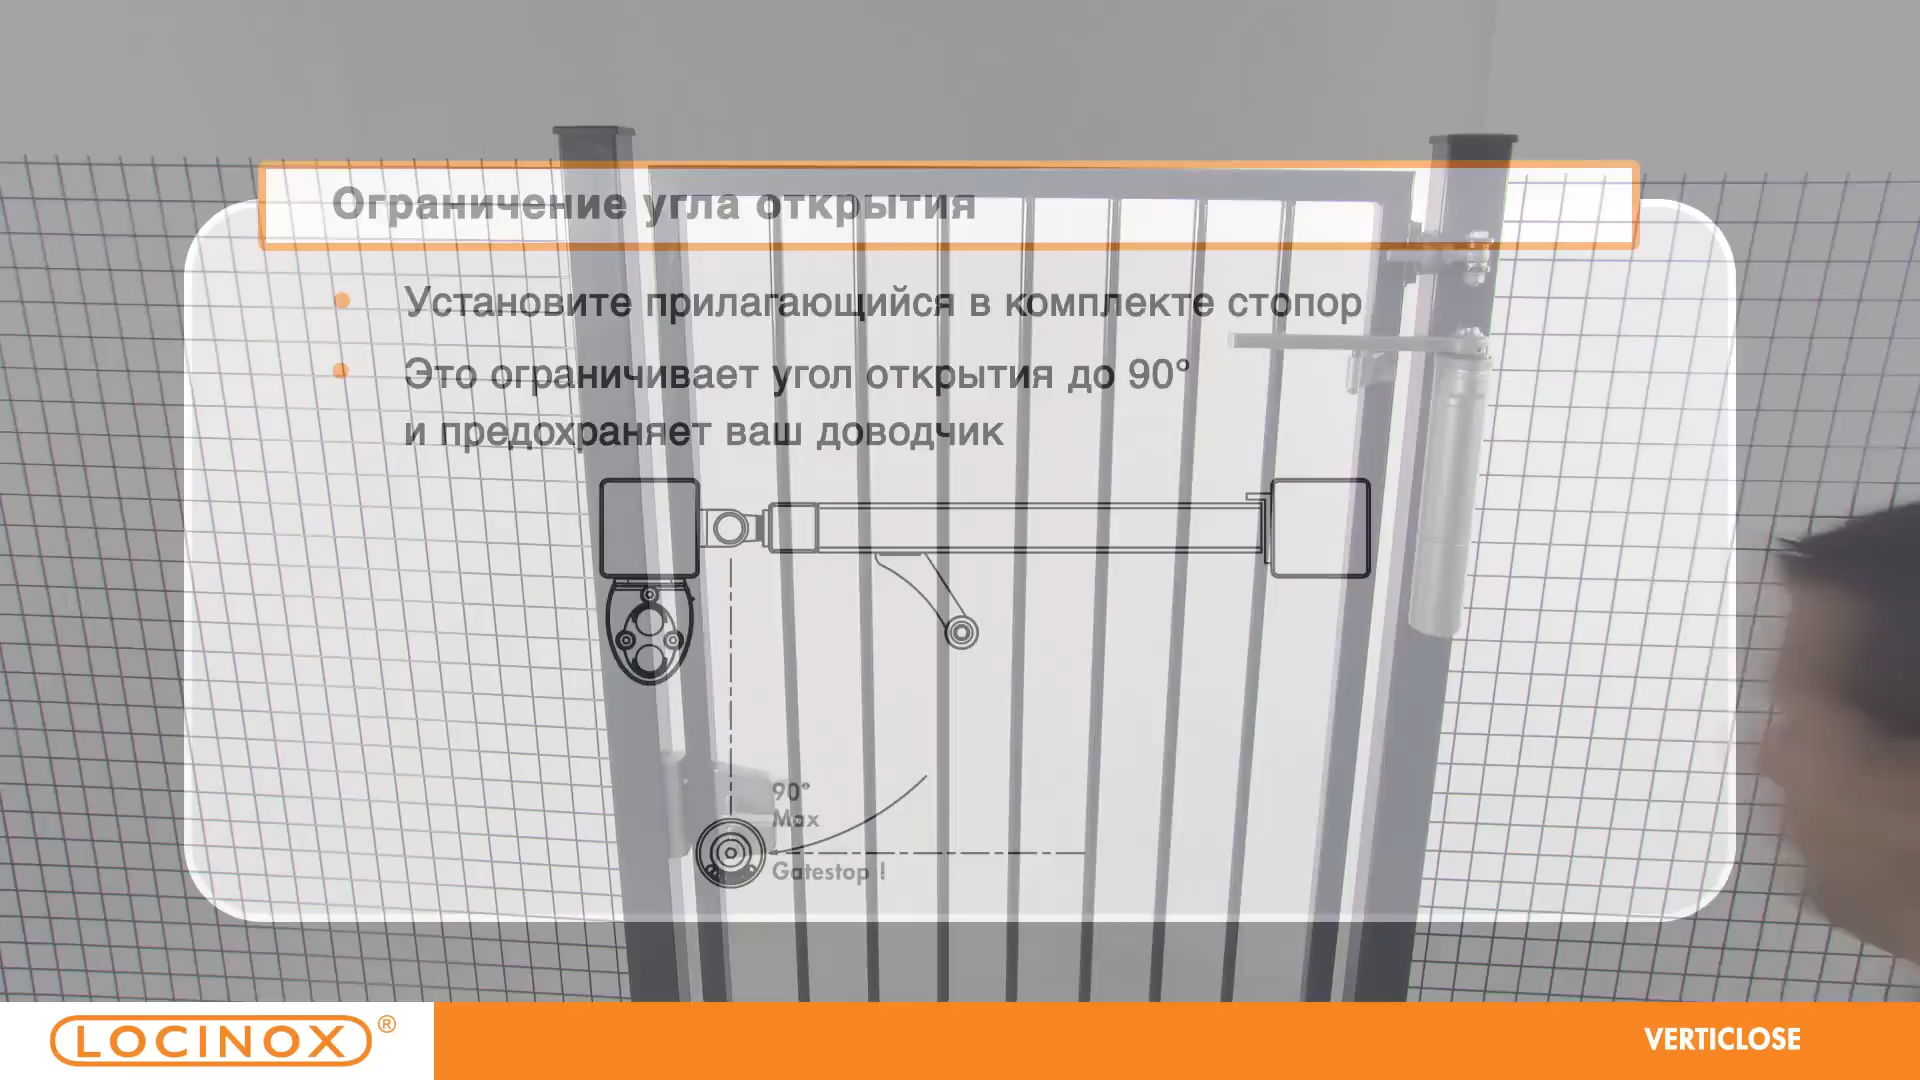 Ограничение угла открытия
Установите прилагающийся в комплекте стопор
Это ограничивает угол открытия до 90°
и предохраняет ваш доводчик
90°
Max
Gatestop !
LOCINOX®
VERTICLOSE